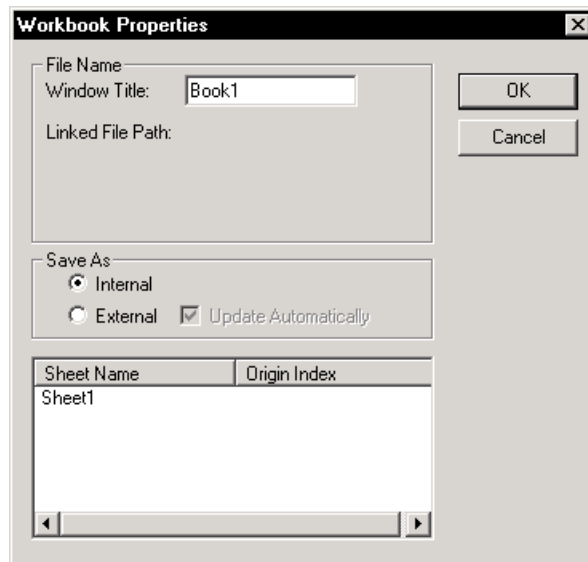 Workbook Properties
File Name
Window Title: Book1
OK
Linked File Path:
Cancel
Save As
Internal
External Update Automatically
Sheet Name Origin Index
Sheet1